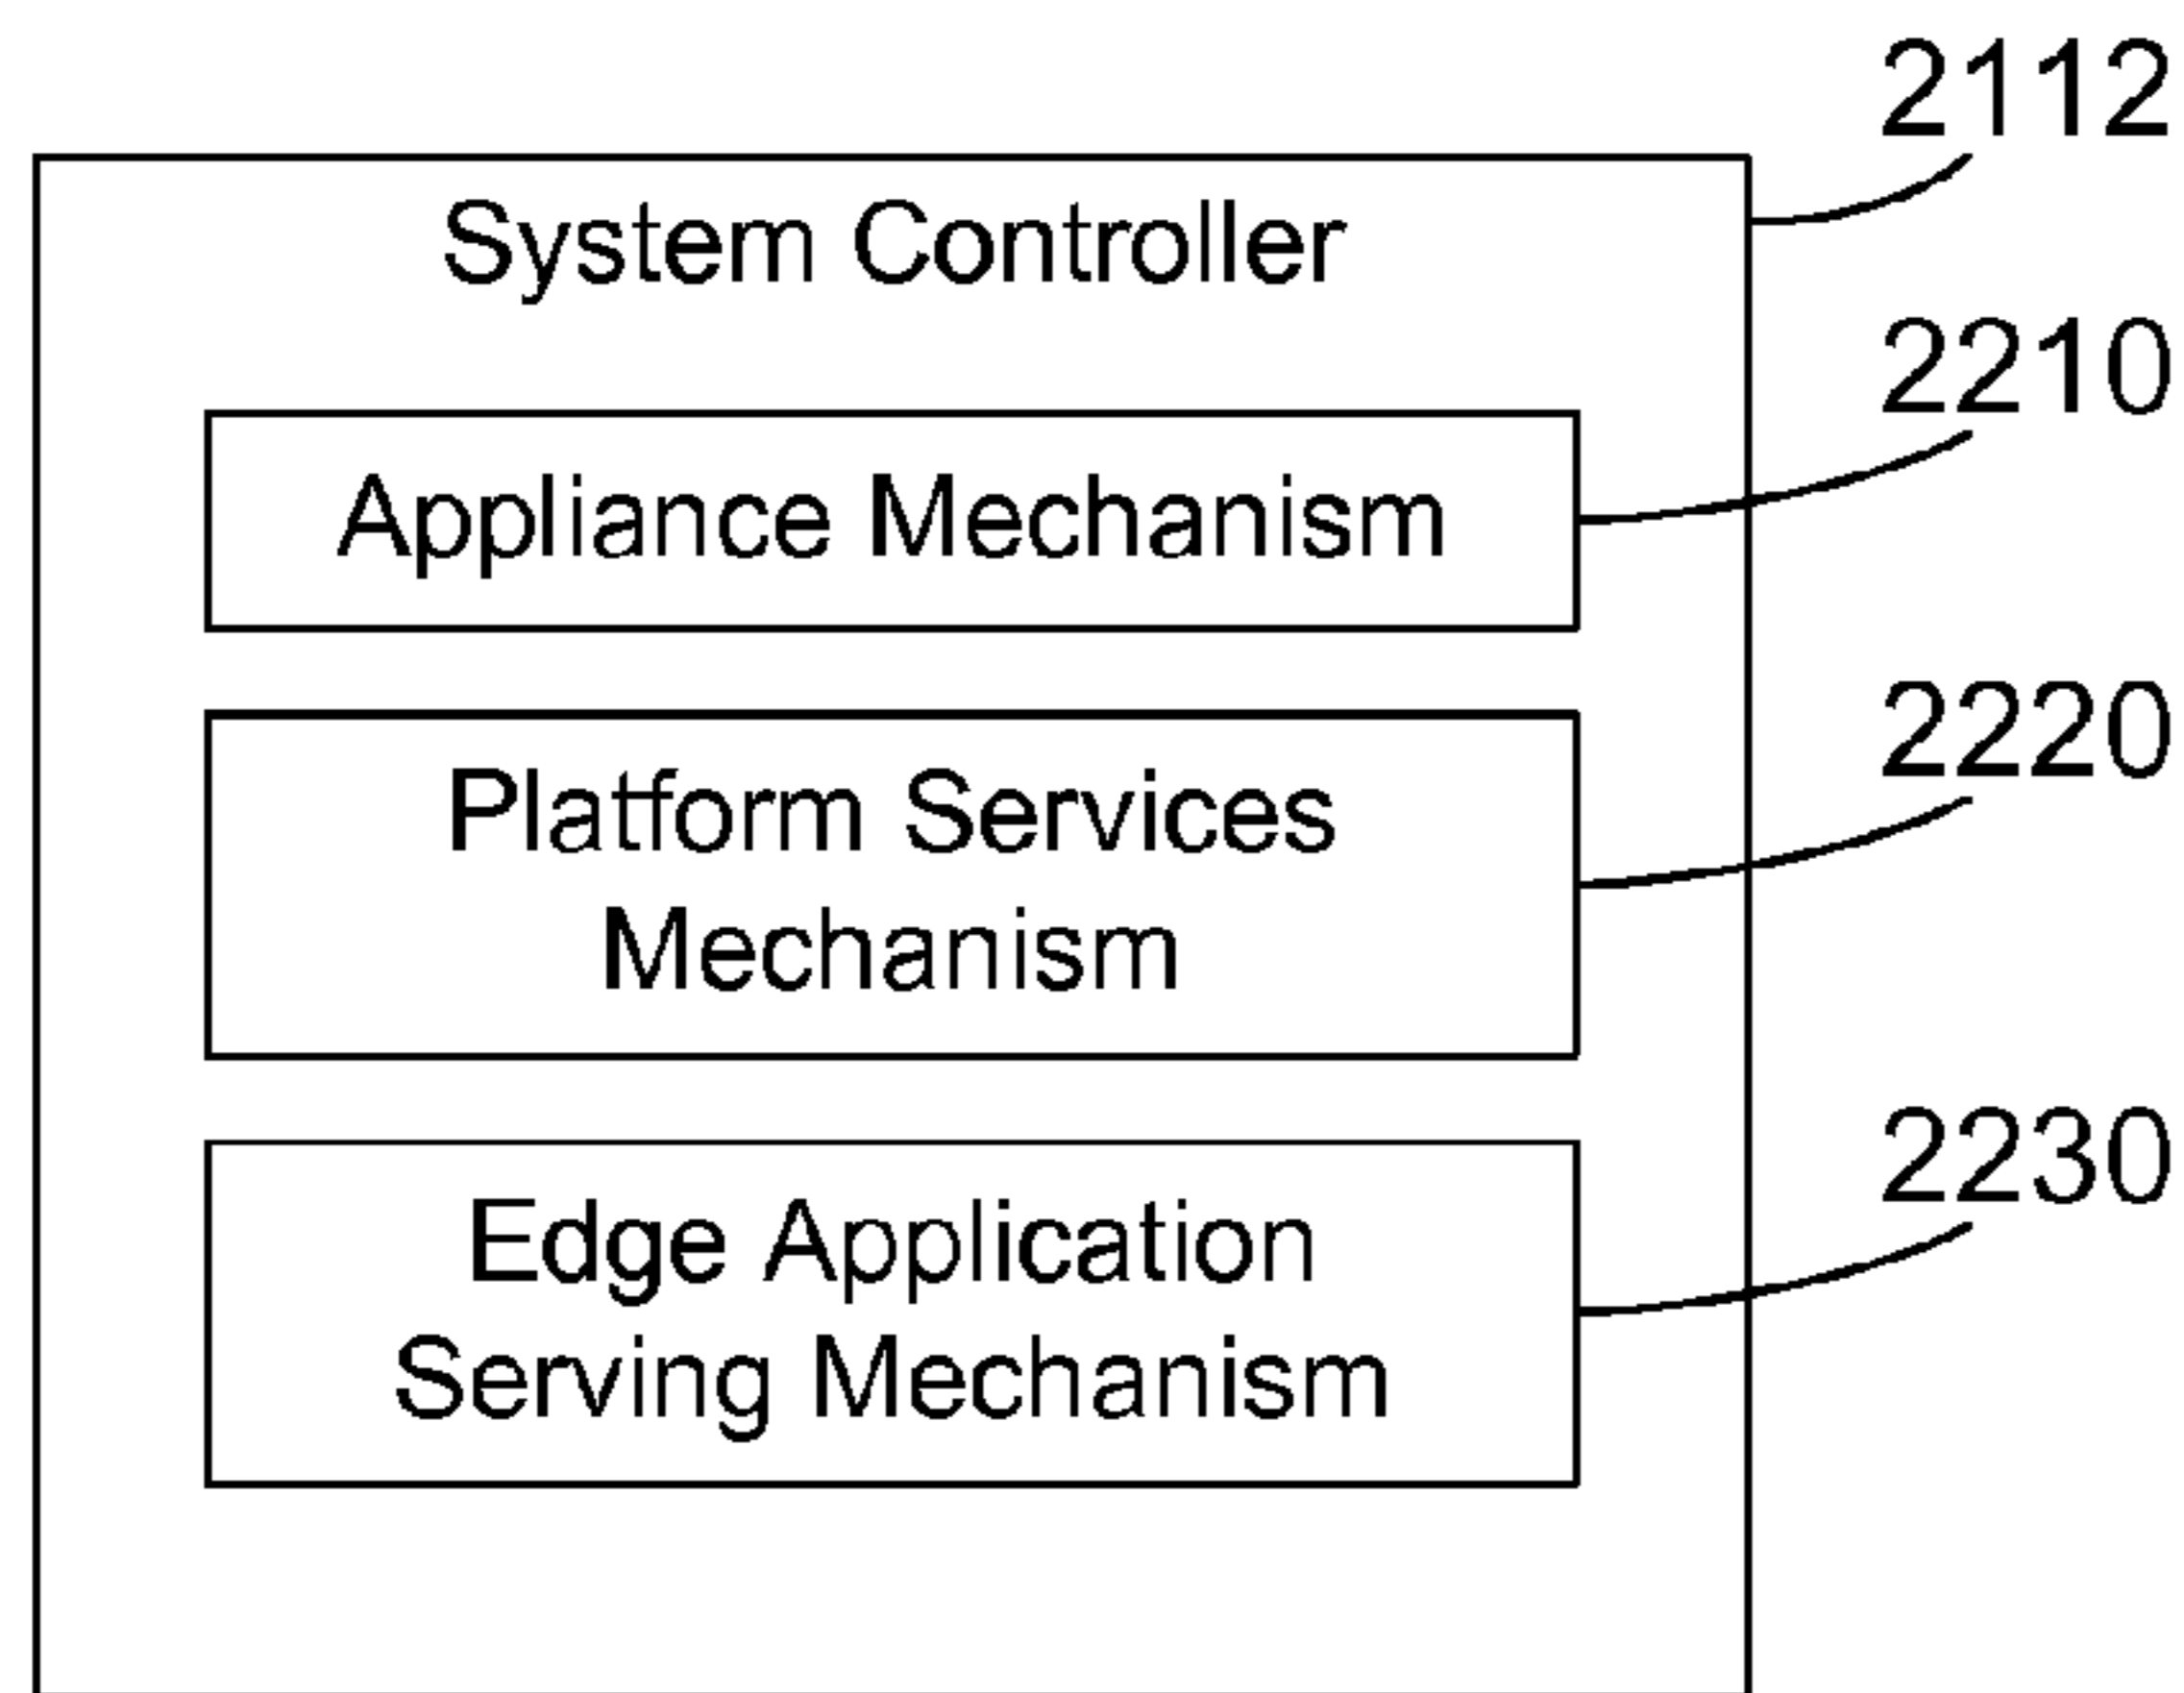 2112
System Controller
2210
Appliance Mechanism
2220
Platform Services
Mechanism
2230
Edge Application
Serving Mechanism